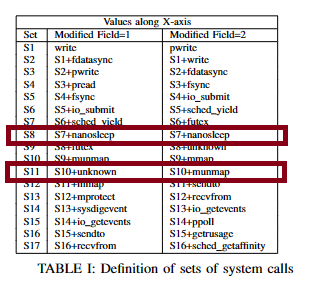 Values along X-axis
Set Modified Field=1 Modified Field=2
S1 write pwrite
S2 S1+fdatasync S1+write
S3 S2+pwrite S2+fdatasync
S4 S3+pread S3+fsync
S5 S4+fsync S4+io_submit
S6 S5+io_submit S5+sched_yield
S7 S6+sched_yield S6+futex
S8 S7+nanosleep S7+nanosleep
S9 S8+futex S8+unknown
S10 S9+munmap S9+mmap
S11 S10+unknown S10+munmap
S12 S11+mmap S11+sendto
S13 S12+mprotect S12+recvfrom
S14 S13+sysdigevent S13+io_getevents
S15 S14+io_getevents S14+ppoll
S16 S15+sendto S15+getrusage
S17 S16+recvfrom S16+sched_getaffinity
TABLE I: Definition of sets of system calls